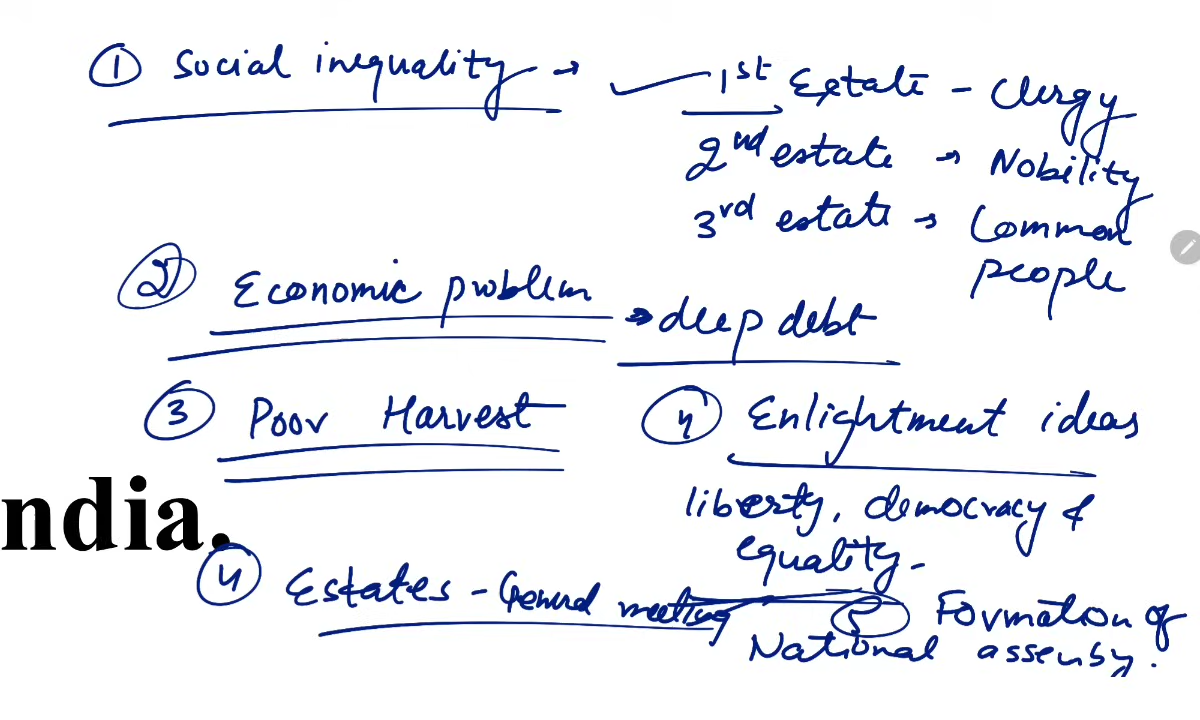 ① Social inequality → 1st Estate - Clergy
2nd estate → Nobility
3rd estate → Common
people
② Economic problem → deep debt
③ Poor Harvest
④ Enlightment ideas
liberty, democracy &
equality.
ndia.
④ Estates - General meeting
⑤ Formation of
National assemby.